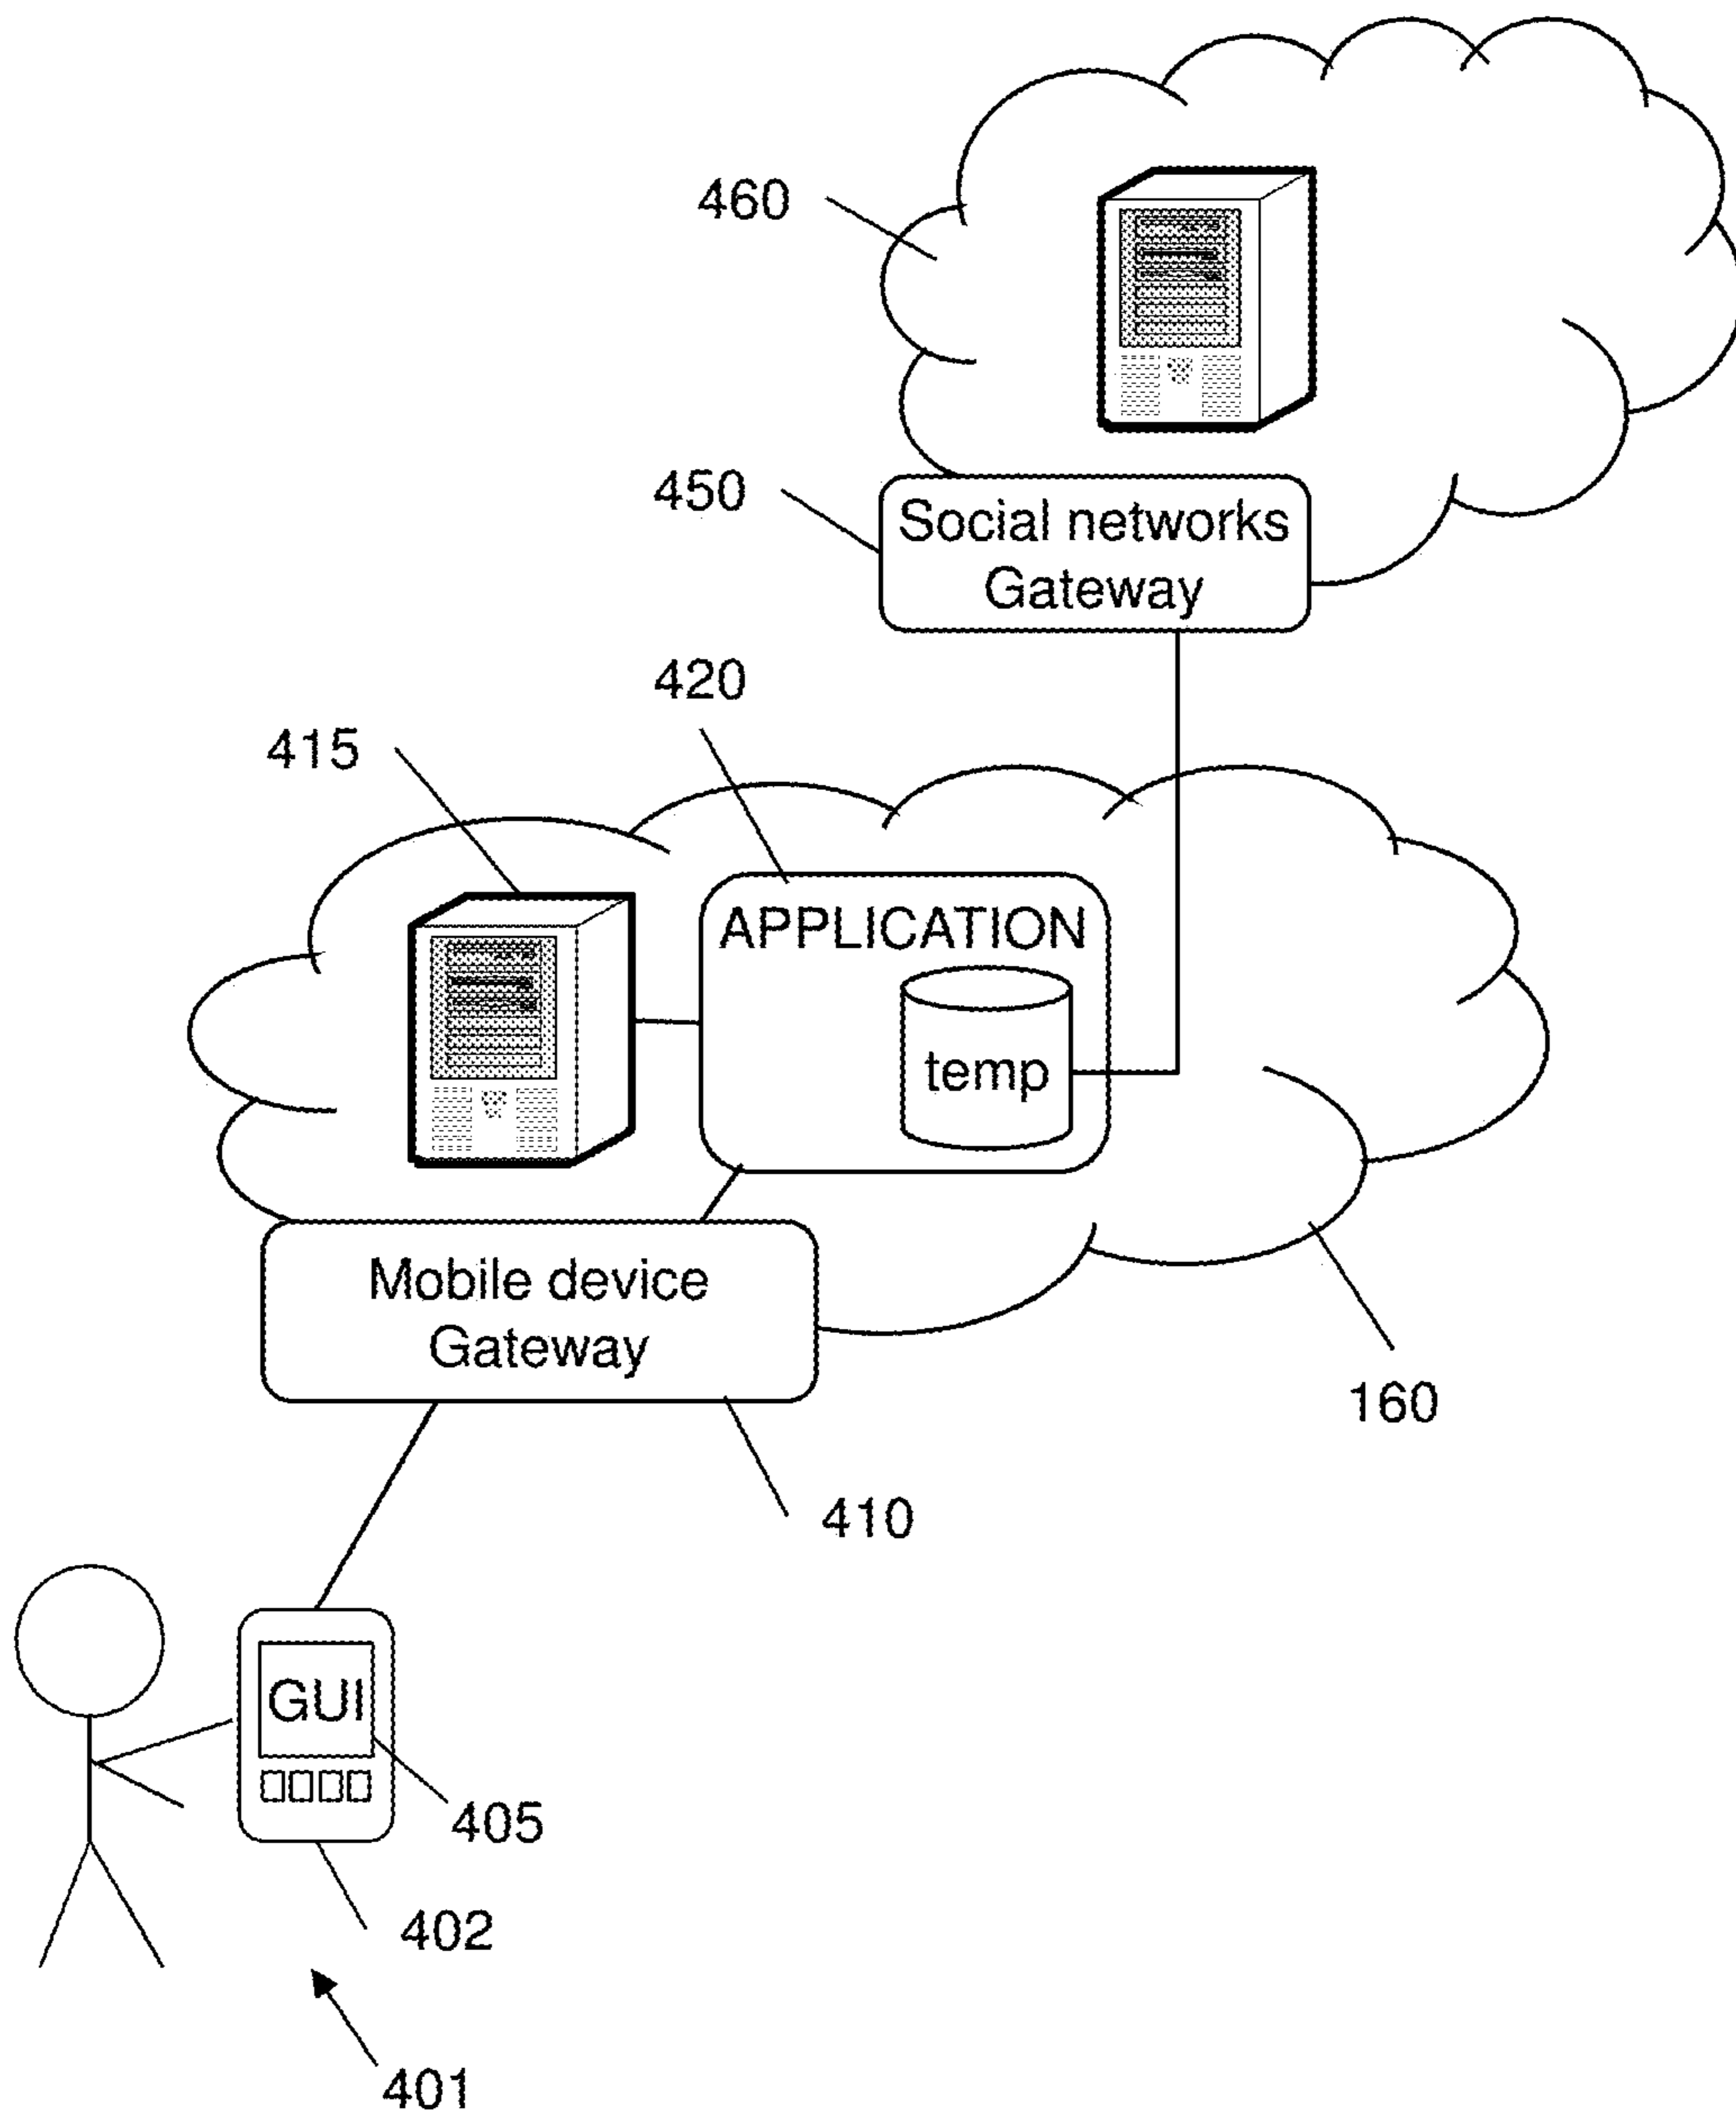 460
450
Social networks
Gateway
420
415
APPLICATION
temp
Mobile device
Gateway
160
410
GUI
405
402
401